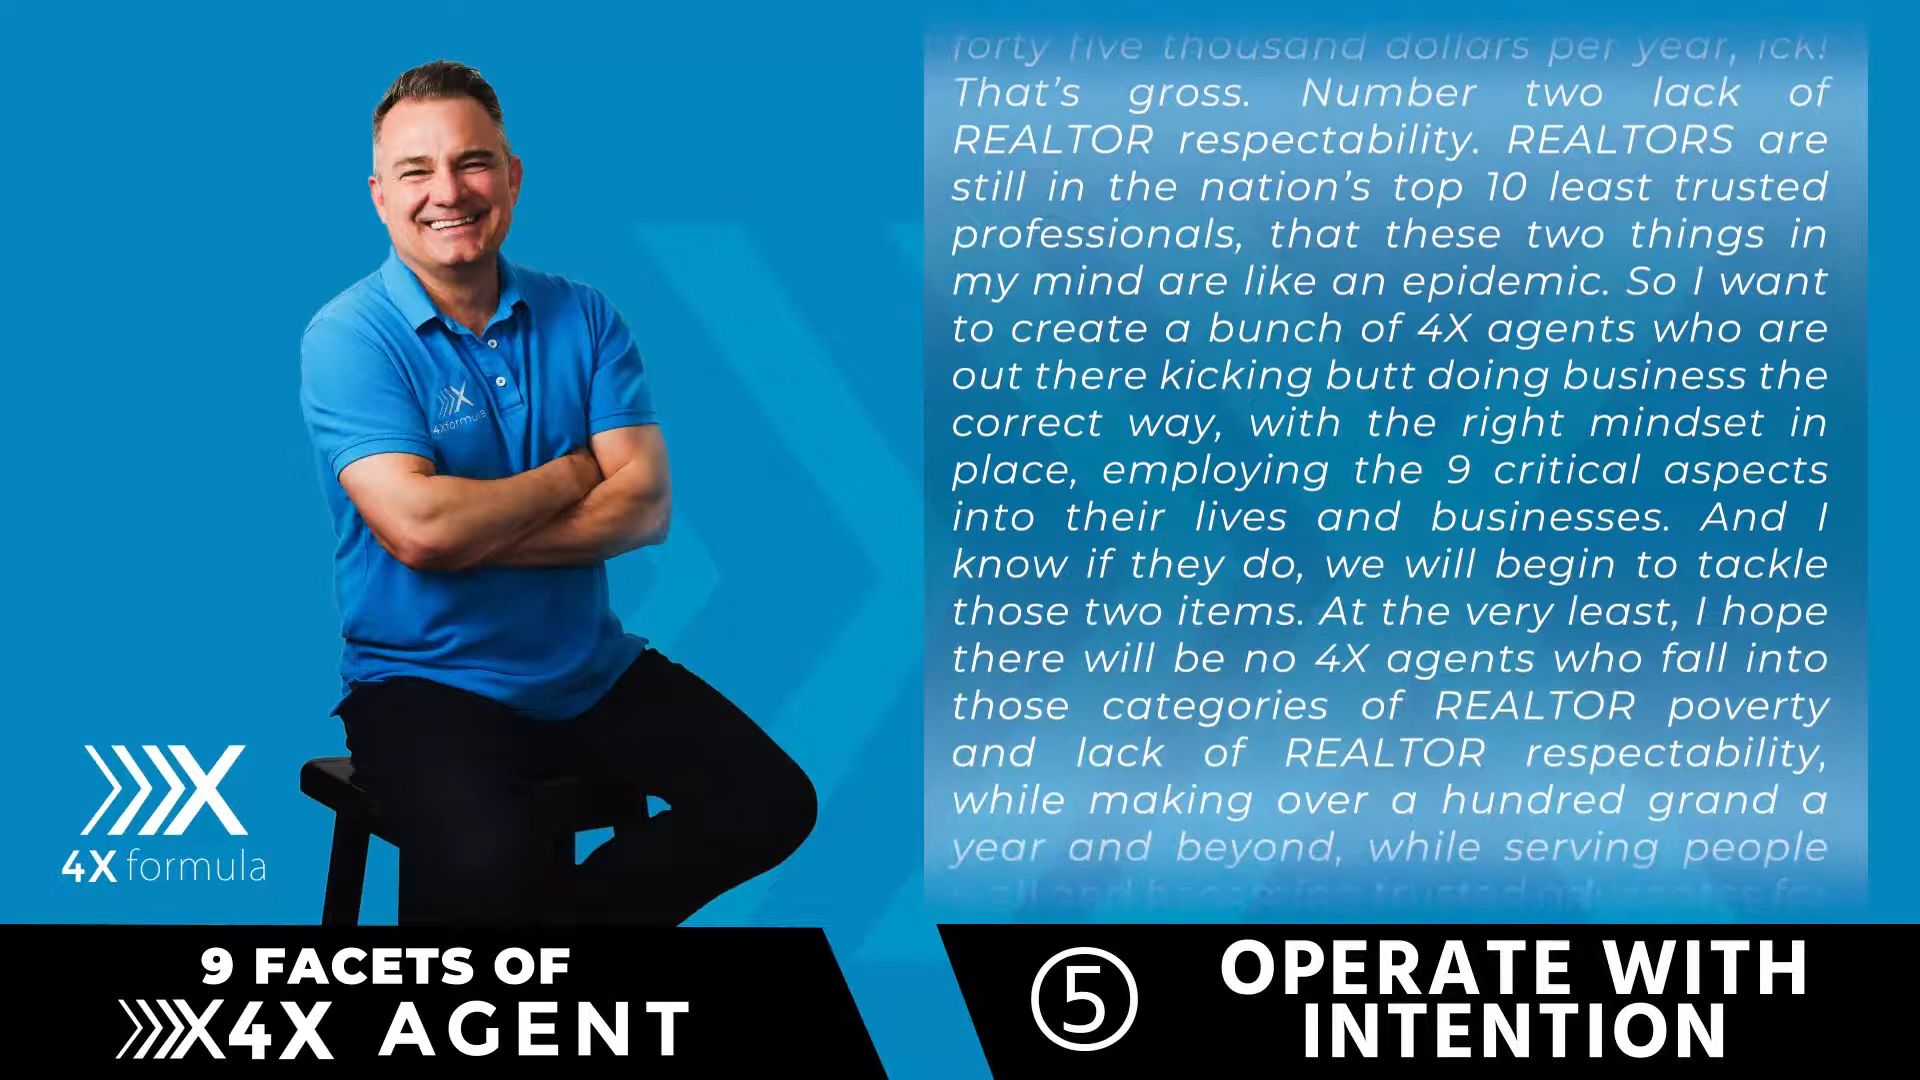 forty five thousand dollars per year, ick!
That's gross. Number two lack of
REALTOR respectability. REALTORS are
still in the nation's top 10 least trusted
professionals, that these two things in
my mind are like an epidemic. So I want
to create a bunch of 4X agents who are
out there kicking butt doing business the
correct way, with the right mindset in
place, employing the 9 critical aspects
into their lives and businesses. And I
know if they do, we will begin to tackle
those two items. At the very least, I hope
there will be no 4X agents who fall into
those categories of REALTOR poverty
and lack of REALTOR respectability,
while making over a hundred grand a
year and beyond, while serving people
X
4Xformula
X
4X formula
9 FACETS OF
X4X AGENT
5
OPERATE WITH
INTENTION